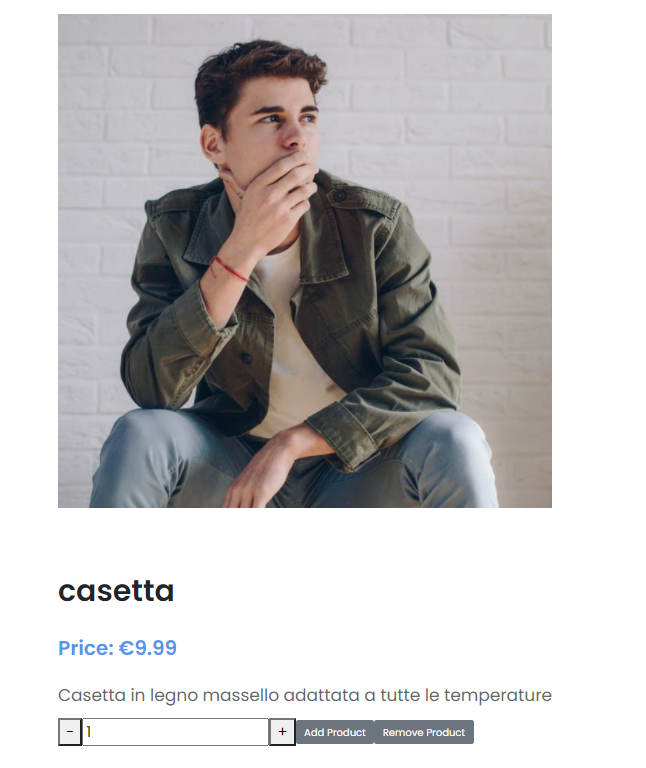 casetta
Price: €9.99
Casetta in legno massello adattata a tutte le temperature
- 1 + Add Product Remove Product